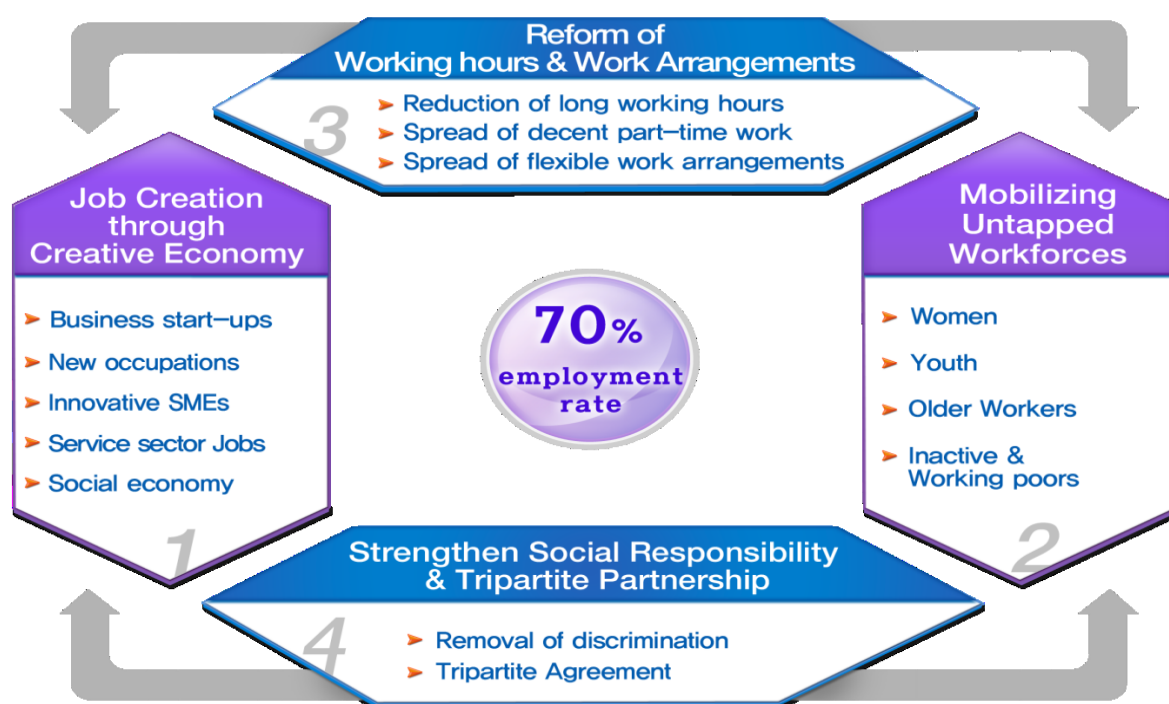 Reform of
Working hours & Work Arrangements
3
Reduction of long working hours
Spread of decent part-time work
Spread of flexible work arrangements
Job Creation
through
Creative Economy
Business start-ups
New occupations
Innovative SMEs
Service sector Jobs
Social economy
1
70%
employment
rate
Mobilizing
Untapped
Workforces
Women
Youth
Older Workers
Inactive &
Working poors
2
Strengthen Social Responsibility
& Tripartite Partnership
4
Removal of discrimination
Tripartite Agreement